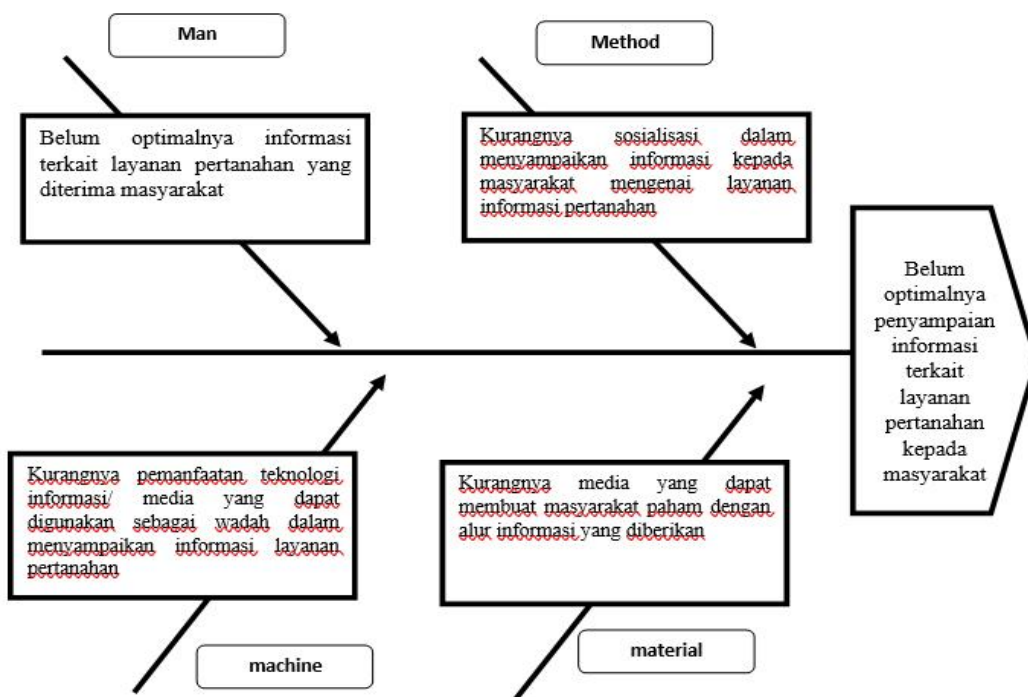 Man
Method
Belum optimalnya informasi
terkait layanan pertanahan yang
diterima masyarakat
Kurangnya sosialisasi dalam
menyampaikan informasi kepada
masyarakat mengenai layanan
informasi pertanahan
Belum
optimalnya
penyampaian
informasi
terkait
layanan
pertanahan
kepada
masyarakat
Kurangnya pemanfaatan teknologi
informasi/ media yang dapat
digunakan sebagai wadah dalam
menyampaikan informasi layanan
pertanahan
Kurangnya media yang dapat
membuat masyarakat paham dengan
alur informasi yang diberikan
machine
material